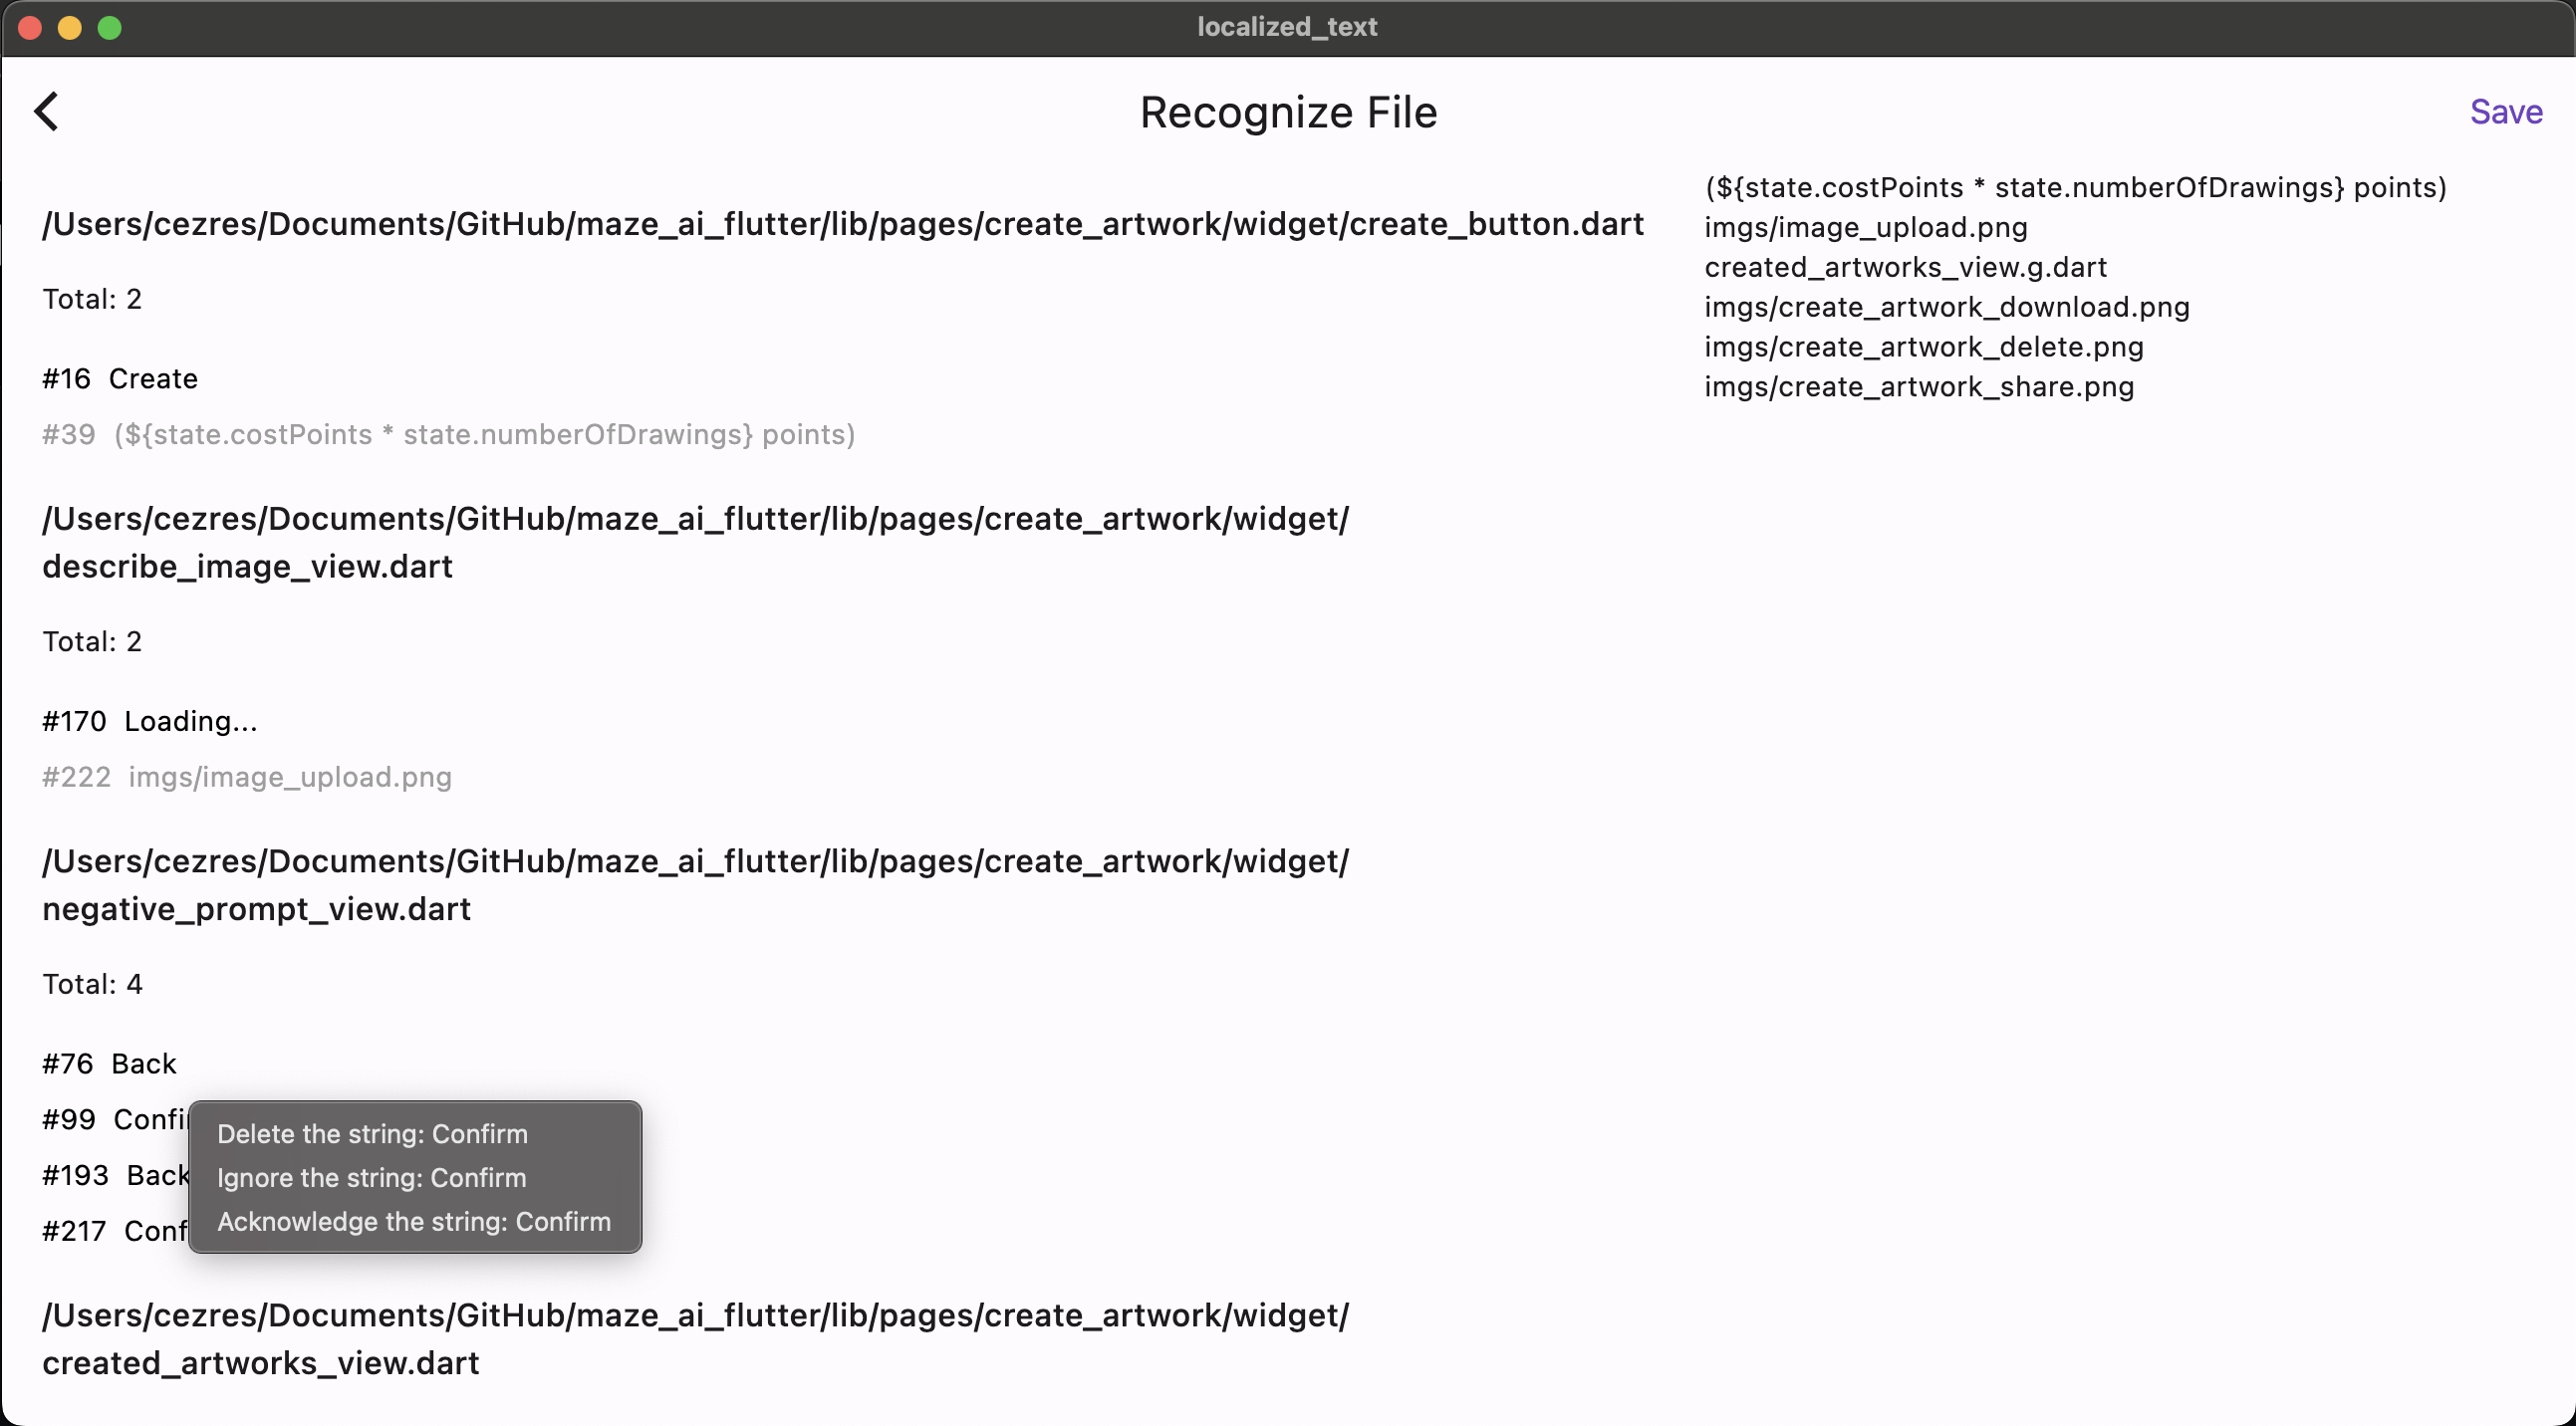 localized_text
Recognize File
Save
/Users/cezres/Documents/GitHub/maze_ai_flutter/lib/pages/create_artwork/widget/create_button.dart
Total: 2
#16 Create
#39 (${state.costPoints * state.numberOfDrawings} points)
/Users/cezres/Documents/GitHub/maze_ai_flutter/lib/pages/create_artwork/widget/
describe_image_view.dart
Total: 2
#170 Loading...
#222 imgs/image_upload.png
/Users/cezres/Documents/GitHub/maze_ai_flutter/lib/pages/create_artwork/widget/
negative_prompt_view.dart
Total: 4
#76 Back
#99
#193 Back
#217
Delete the string: Confirm
Ignore the string: Confirm
Acknowledge the string: Confirm
/Users/cezres/Documents/GitHub/maze_ai_flutter/lib/pages/create_artwork/widget/
created_artworks_view.dart
(${state.costPoints * state.numberOfDrawings} points)
imgs/image_upload.png
created_artworks_view.g.dart
imgs/create_artwork_download.png
imgs/create_artwork_delete.png
imgs/create_artwork_share.png